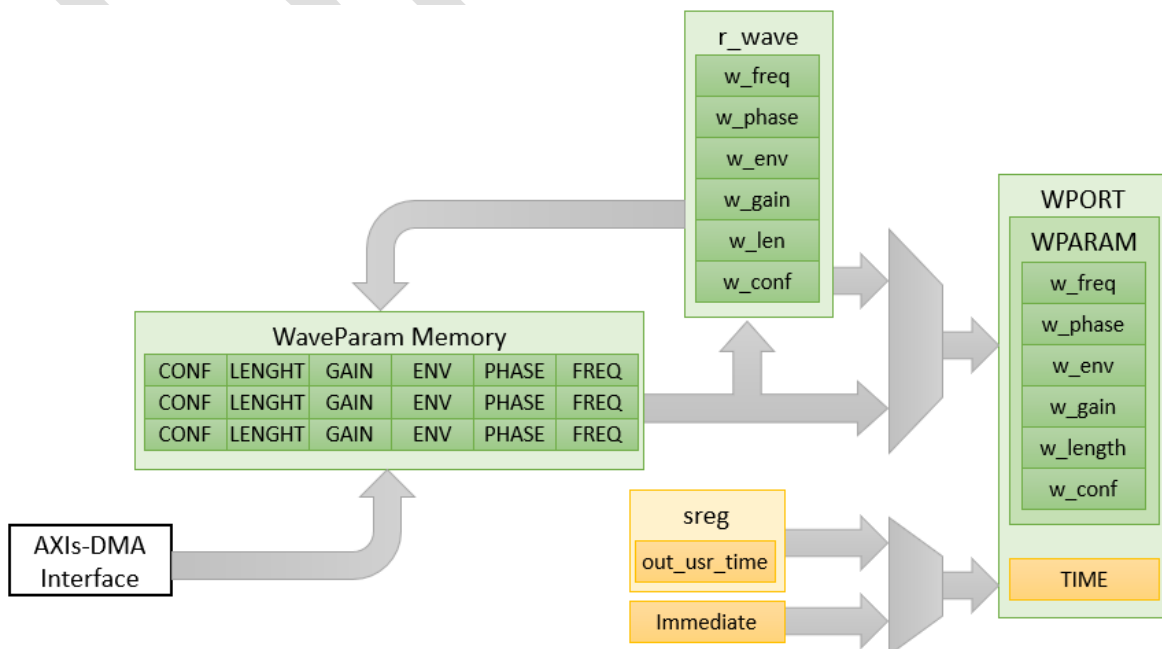 r_wave
w_freq
w_phase
w_env
w_gain
w_len
w_conf
WPORT
WPARAM
w_freq
w_phase
w_env
w_gain
w_length
w_conf
TIME
WaveParam Memory
CONF LENGHT GAIN ENV PHASE FREQ
CONF LENGHT GAIN ENV PHASE FREQ
CONF LENGHT GAIN ENV PHASE FREQ
AXIs-DMA
Interface
sreg
out_usr_time
Immediate